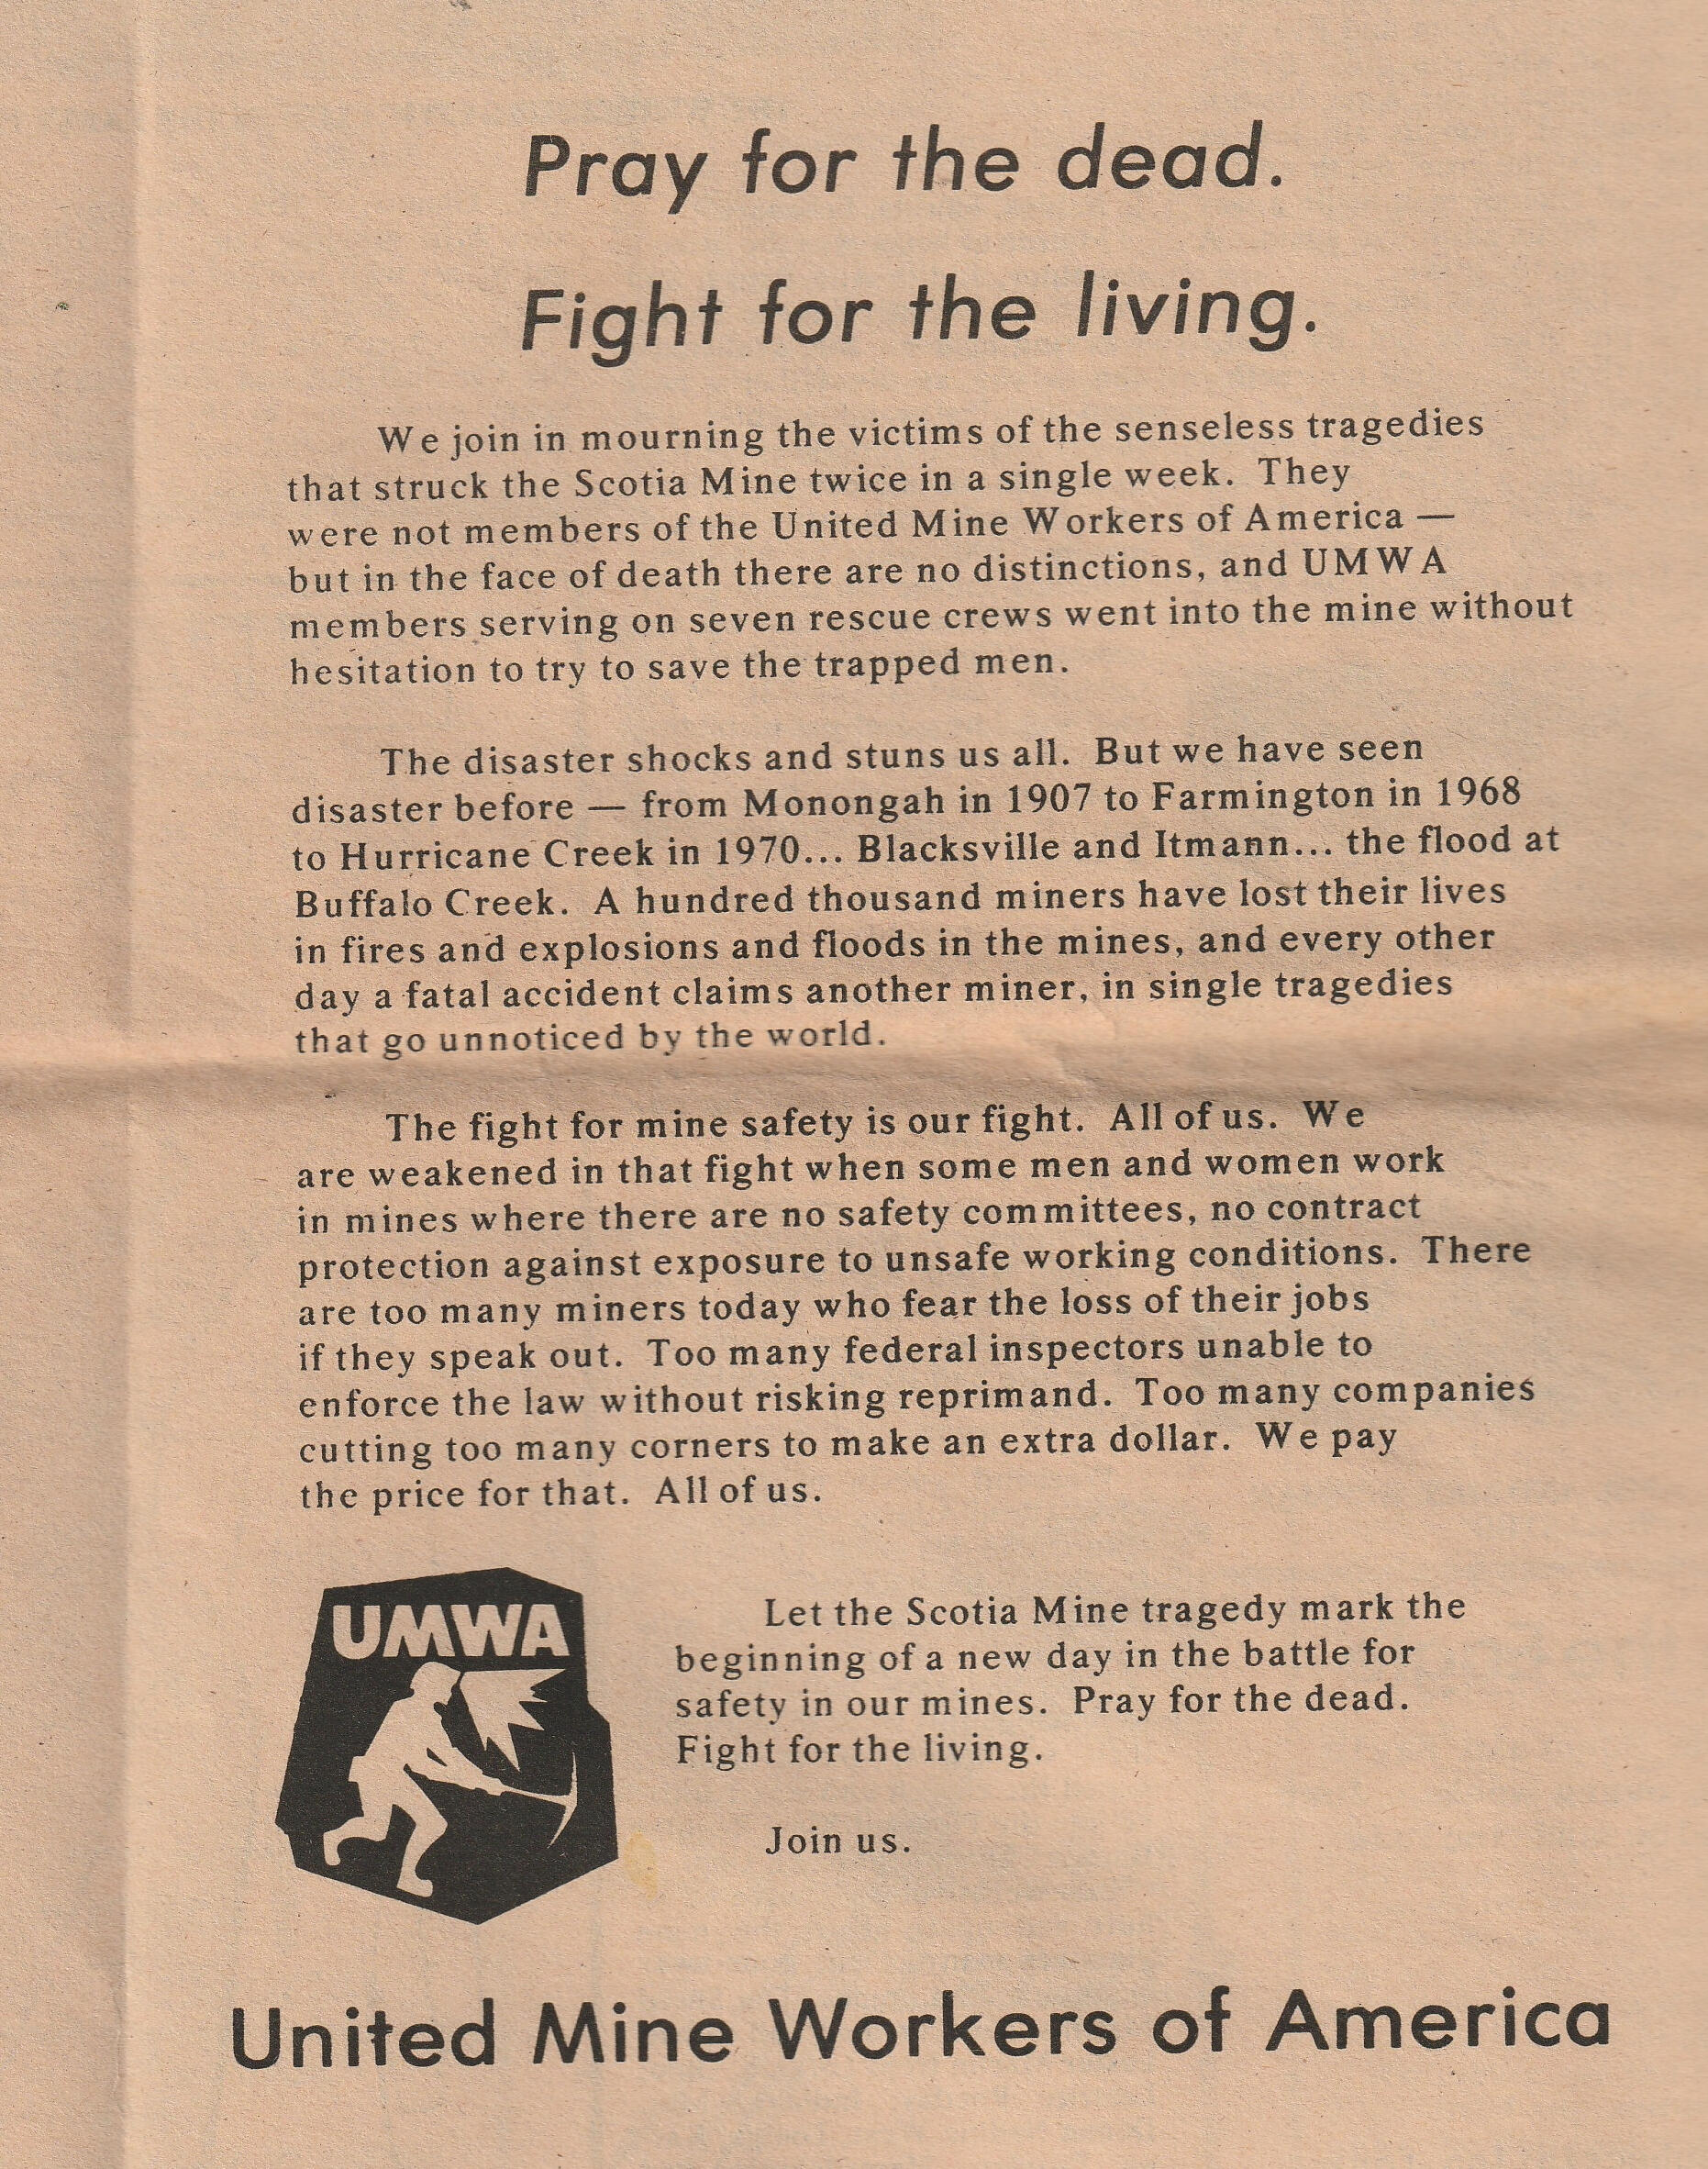 Pray for the dead.
Fight for the living.
We join in mourning the victims of the senseless tragedies
that struck the Scotia Mine twice in a single week. They
were not members of the United Mine Workers of America —
but in the face of death there are no distinctions, and UMWA
members serving on seven rescue crews went into the mine without
hesitation to try to save the trapped men.
The disaster shocks and stuns us all. But we have seen
disaster before — from Monongah in 1907 to Farmington in 1968
to Hurricane Creek in 1970... Blacksville and Itmann... the flood at
Buffalo Creek. A hundred thousand miners have lost their lives
in fires and explosions and floods in the mines, and every other
day a fatal accident claims another miner, in single tragedies
that go unnoticed by the world.
The fight for mine safety is our fight. All of us. We
are weakened in that fight when some men and women work
in mines where there are no safety committees, no contract
protection against exposure to unsafe working conditions. There
are too many miners today who fear the loss of their jobs
if they speak out. Too many federal inspectors unable to
enforce the law without risking reprimand. Too many companies
cutting too many corners to make an extra dollar. We pay
the price for that. All of us.
UMWA
Let the Scotia Mine tragedy mark the
beginning of a new day in the battle for
safety in our mines. Pray for the dead.
Fight for the living.
Join us.
United Mine Workers of America